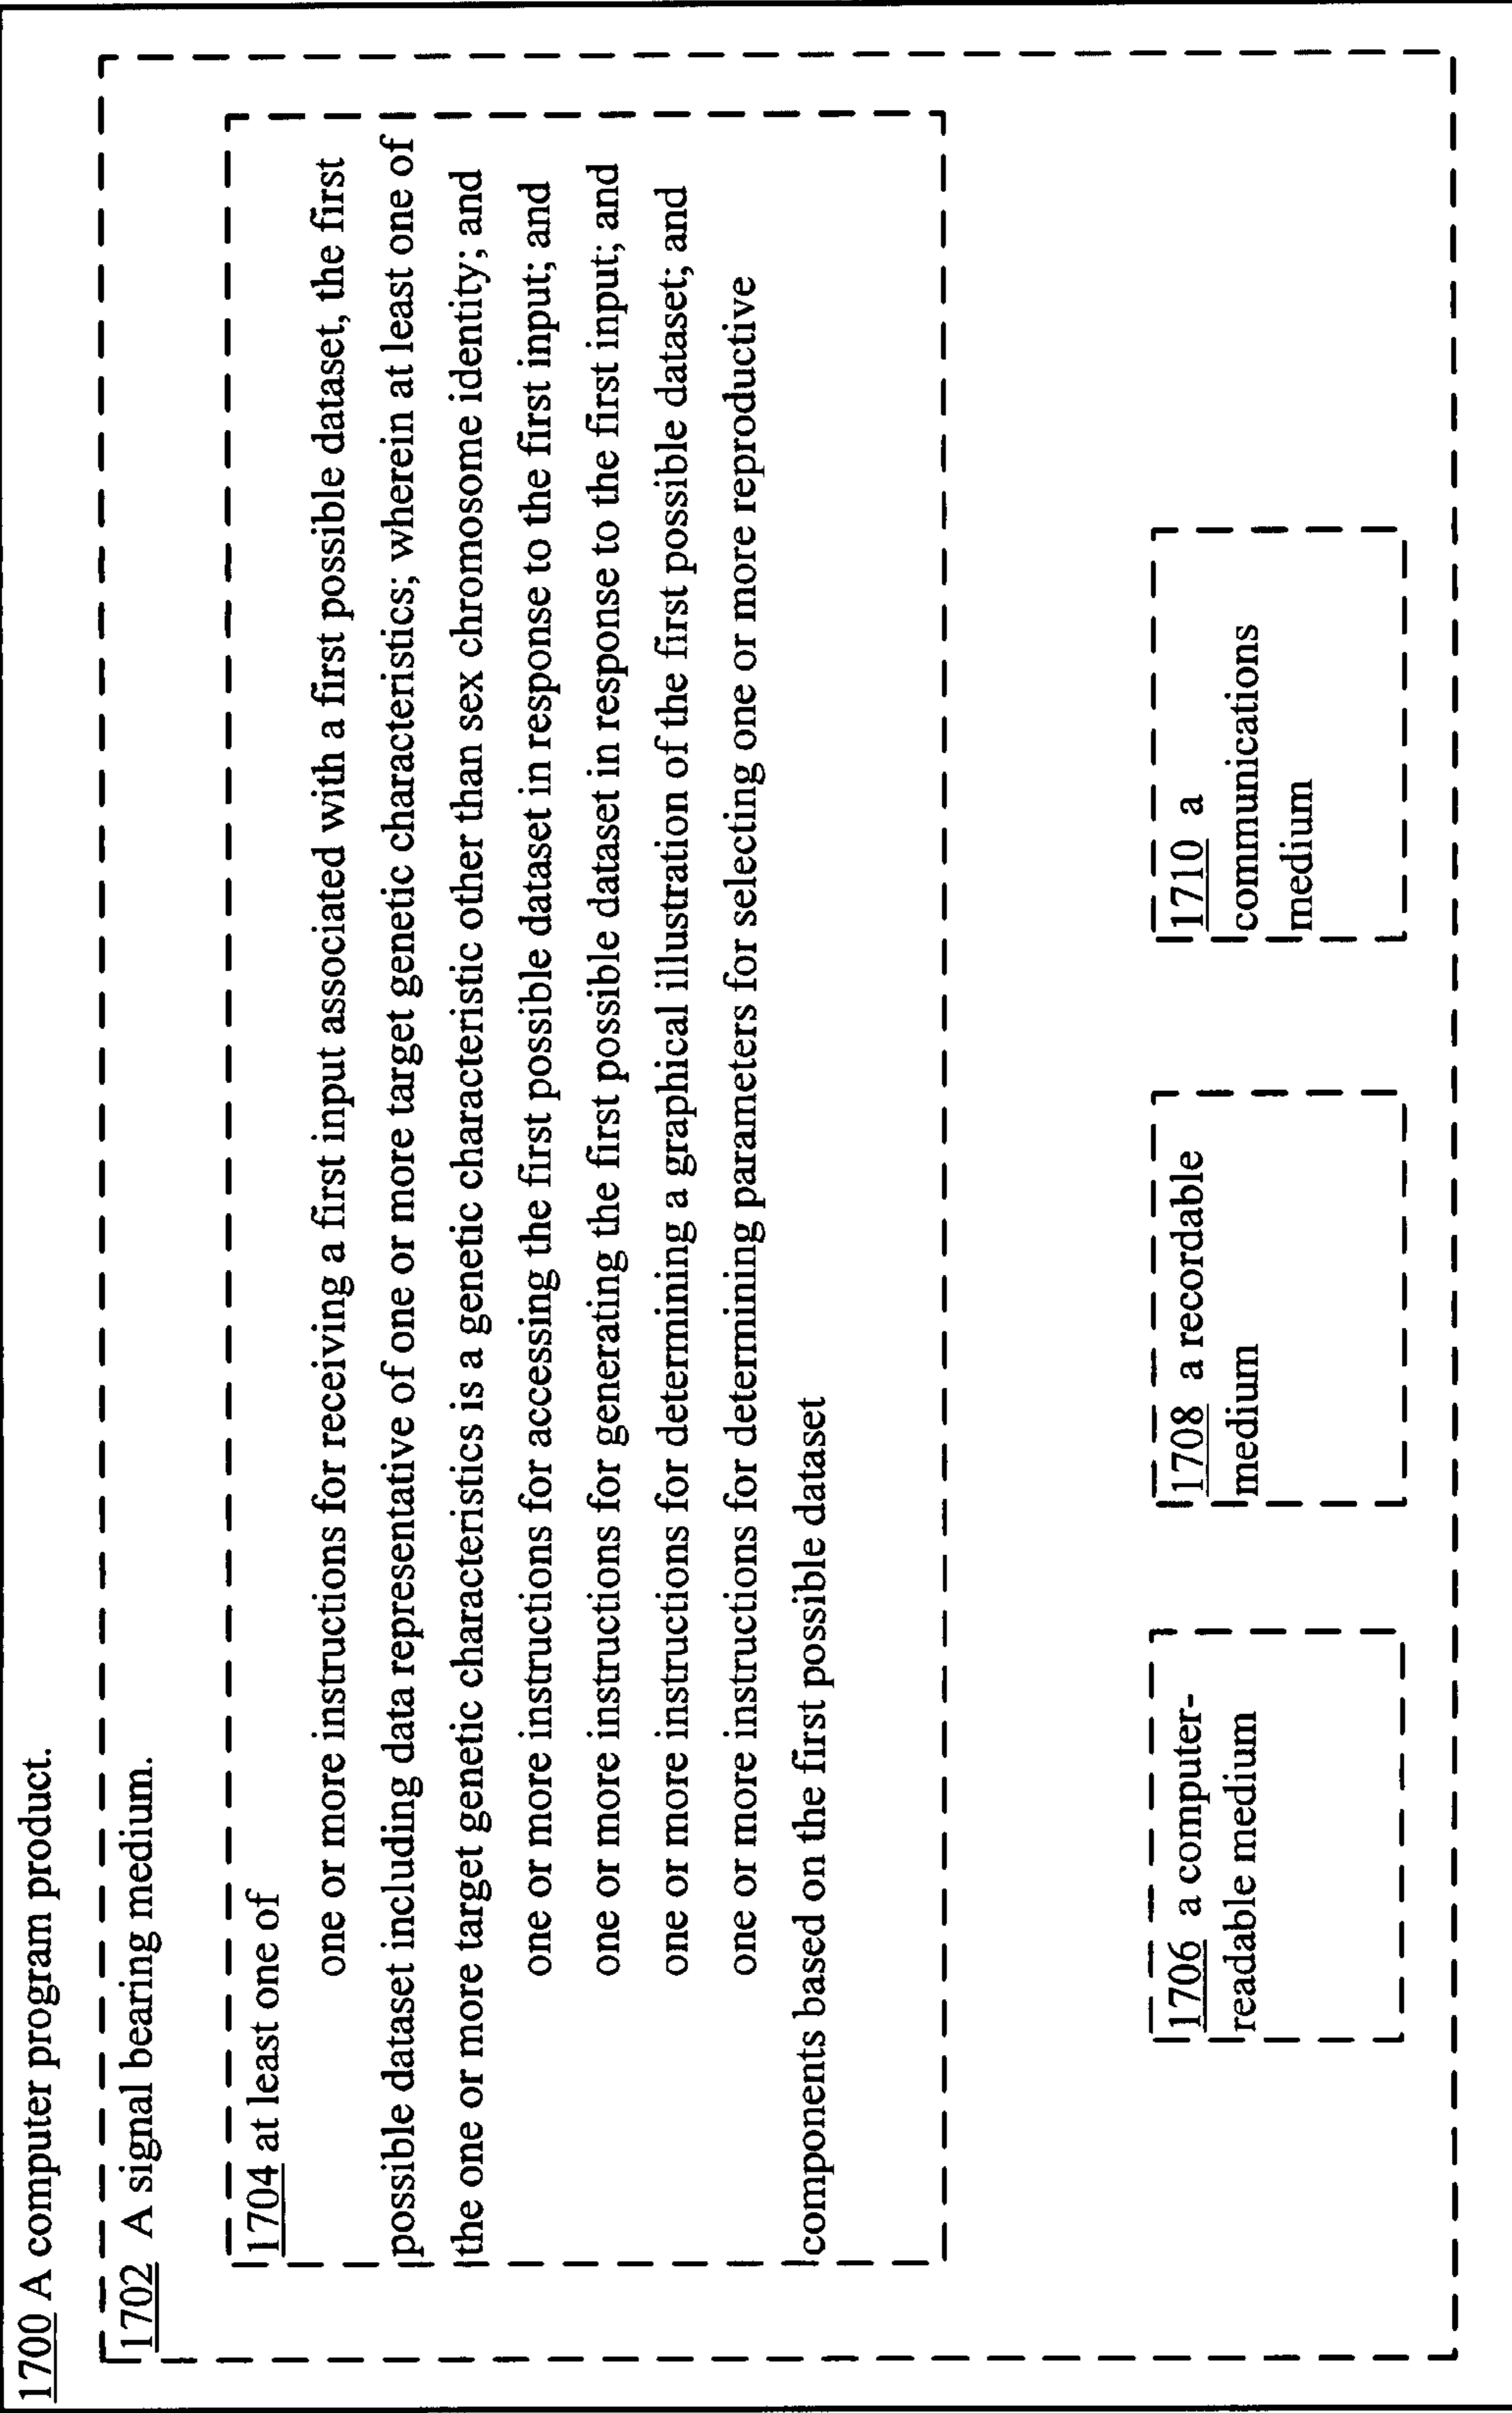 1700 A computer program product.
1702 A signal bearing medium.
1704 at least one of
one or more instructions for receiving a first input associated with a first possible dataset, the first
possible dataset including data representative of one or more target genetic characteristics; wherein at least one of
the one or more target genetic characteristics is a genetic characteristic other than sex chromosome identity; and
one or more instructions for accessing the first possible dataset in response to the first input; and
one or more instructions for generating the first possible dataset in response to the first input; and
one or more instructions for determining a graphical illustration of the first possible dataset; and
one or more instructions for determining parameters for selecting one or more reproductive
components based on the first possible dataset
1706 a computer-
readable medium
1708 a recordable
medium
1710 a
communications
medium